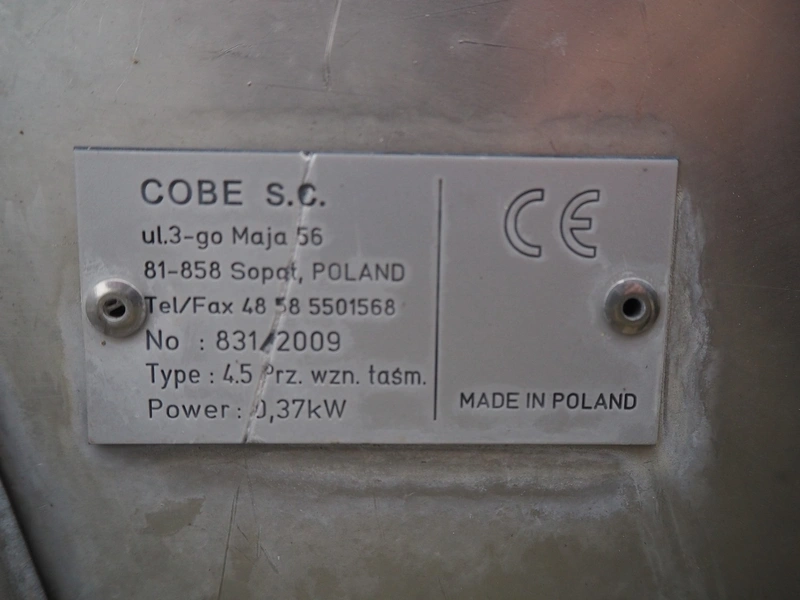 COBE S.C.
ul.3-go Maja 56
81-858 Sopot, POLAND
Tel/Fax 48 58 5501568
No : 831/2009
Type : 4.5 Prz. wzn. taśm.
Power : 0,37kW
CE
MADE IN POLAND